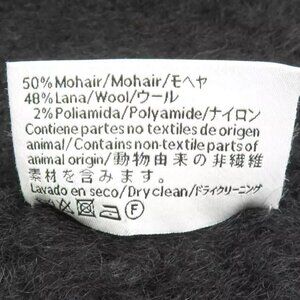 50% Mohair/Mohair/モヘヤ
48% Lana/Wool/ウール
2% Poliamida/Polyamide/ナイロン
Contiene partes no textiles de origen
animal/Contains non-textile parts of
animal origin/動物由来の非繊維
素材を含みます。
Lavado en seco/Dry clean/ドライクリーニング
F